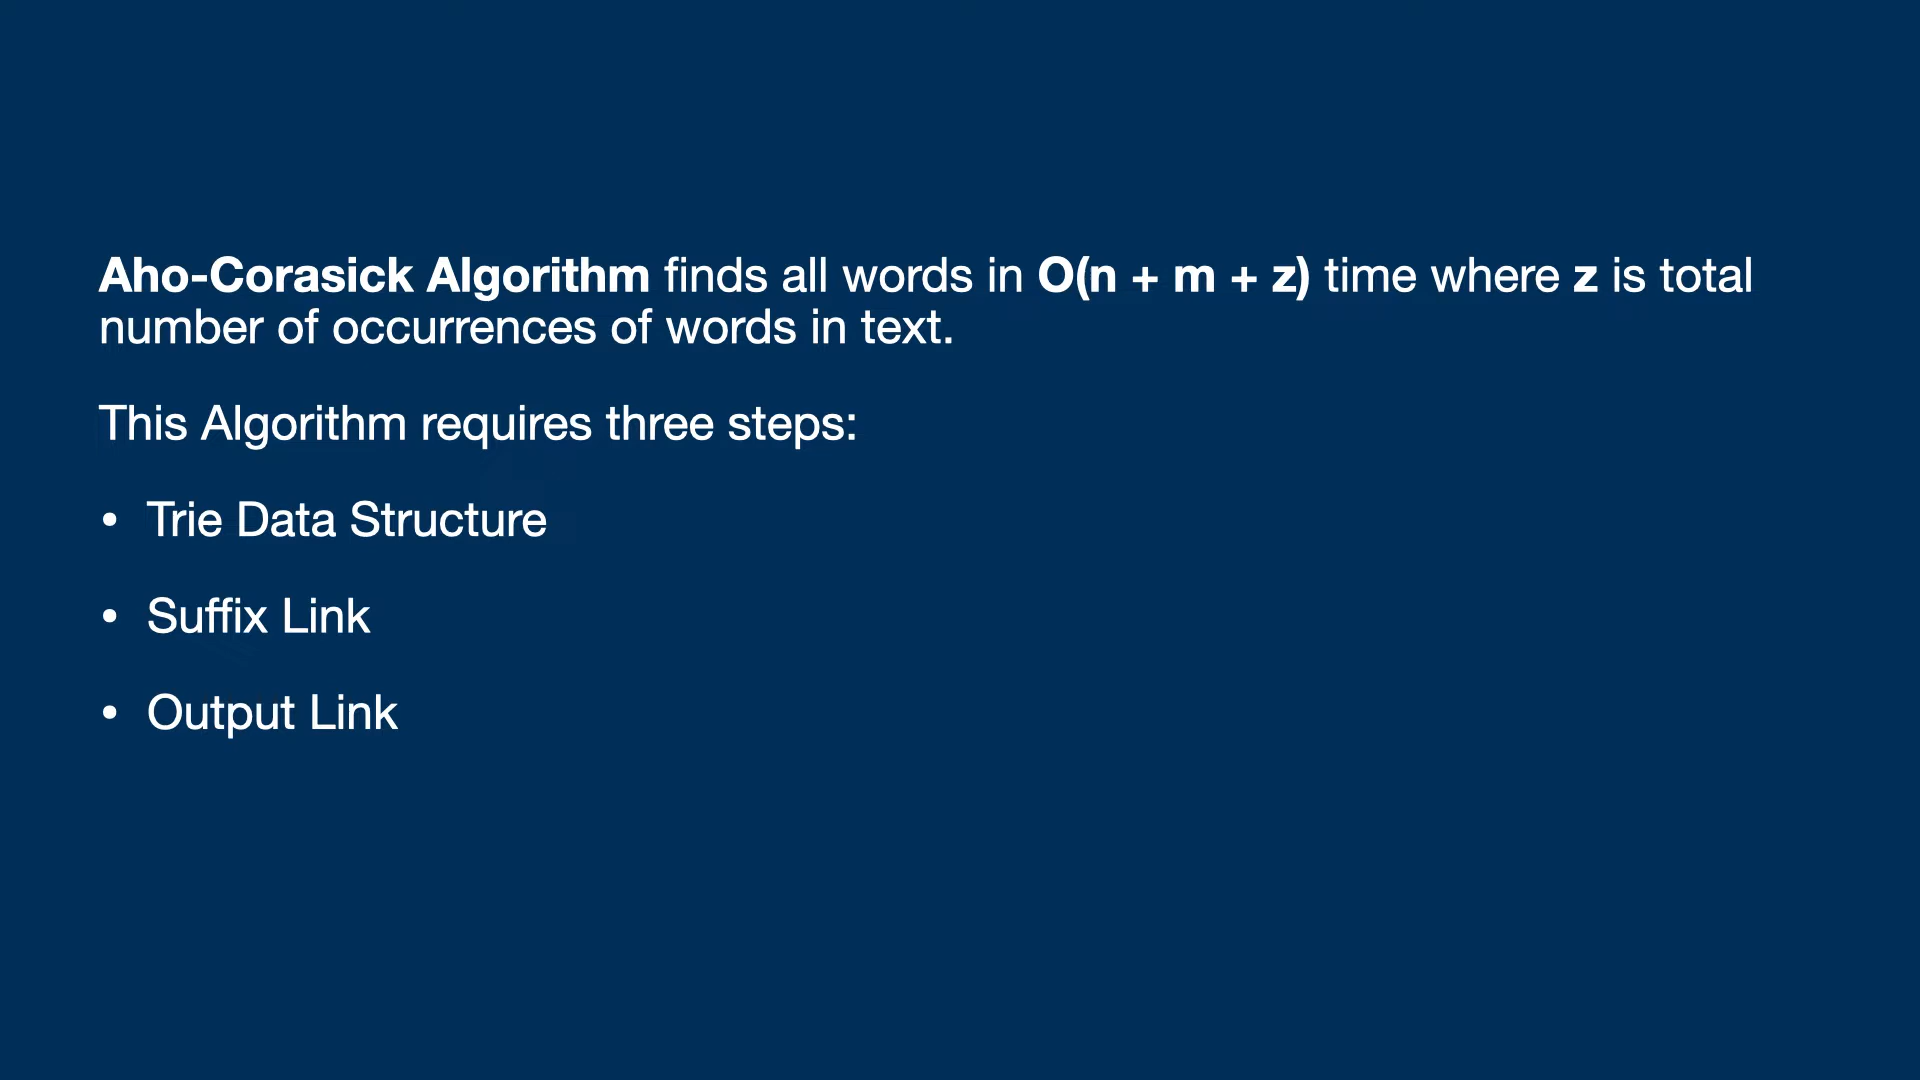 Aho-Corasick Algorithm finds all words in O(n + m + z) time where z is total
number of occurrences of words in text.
This Algorithm requires three steps:
• Trie Data Structure
• Suffix Link
• Output Link